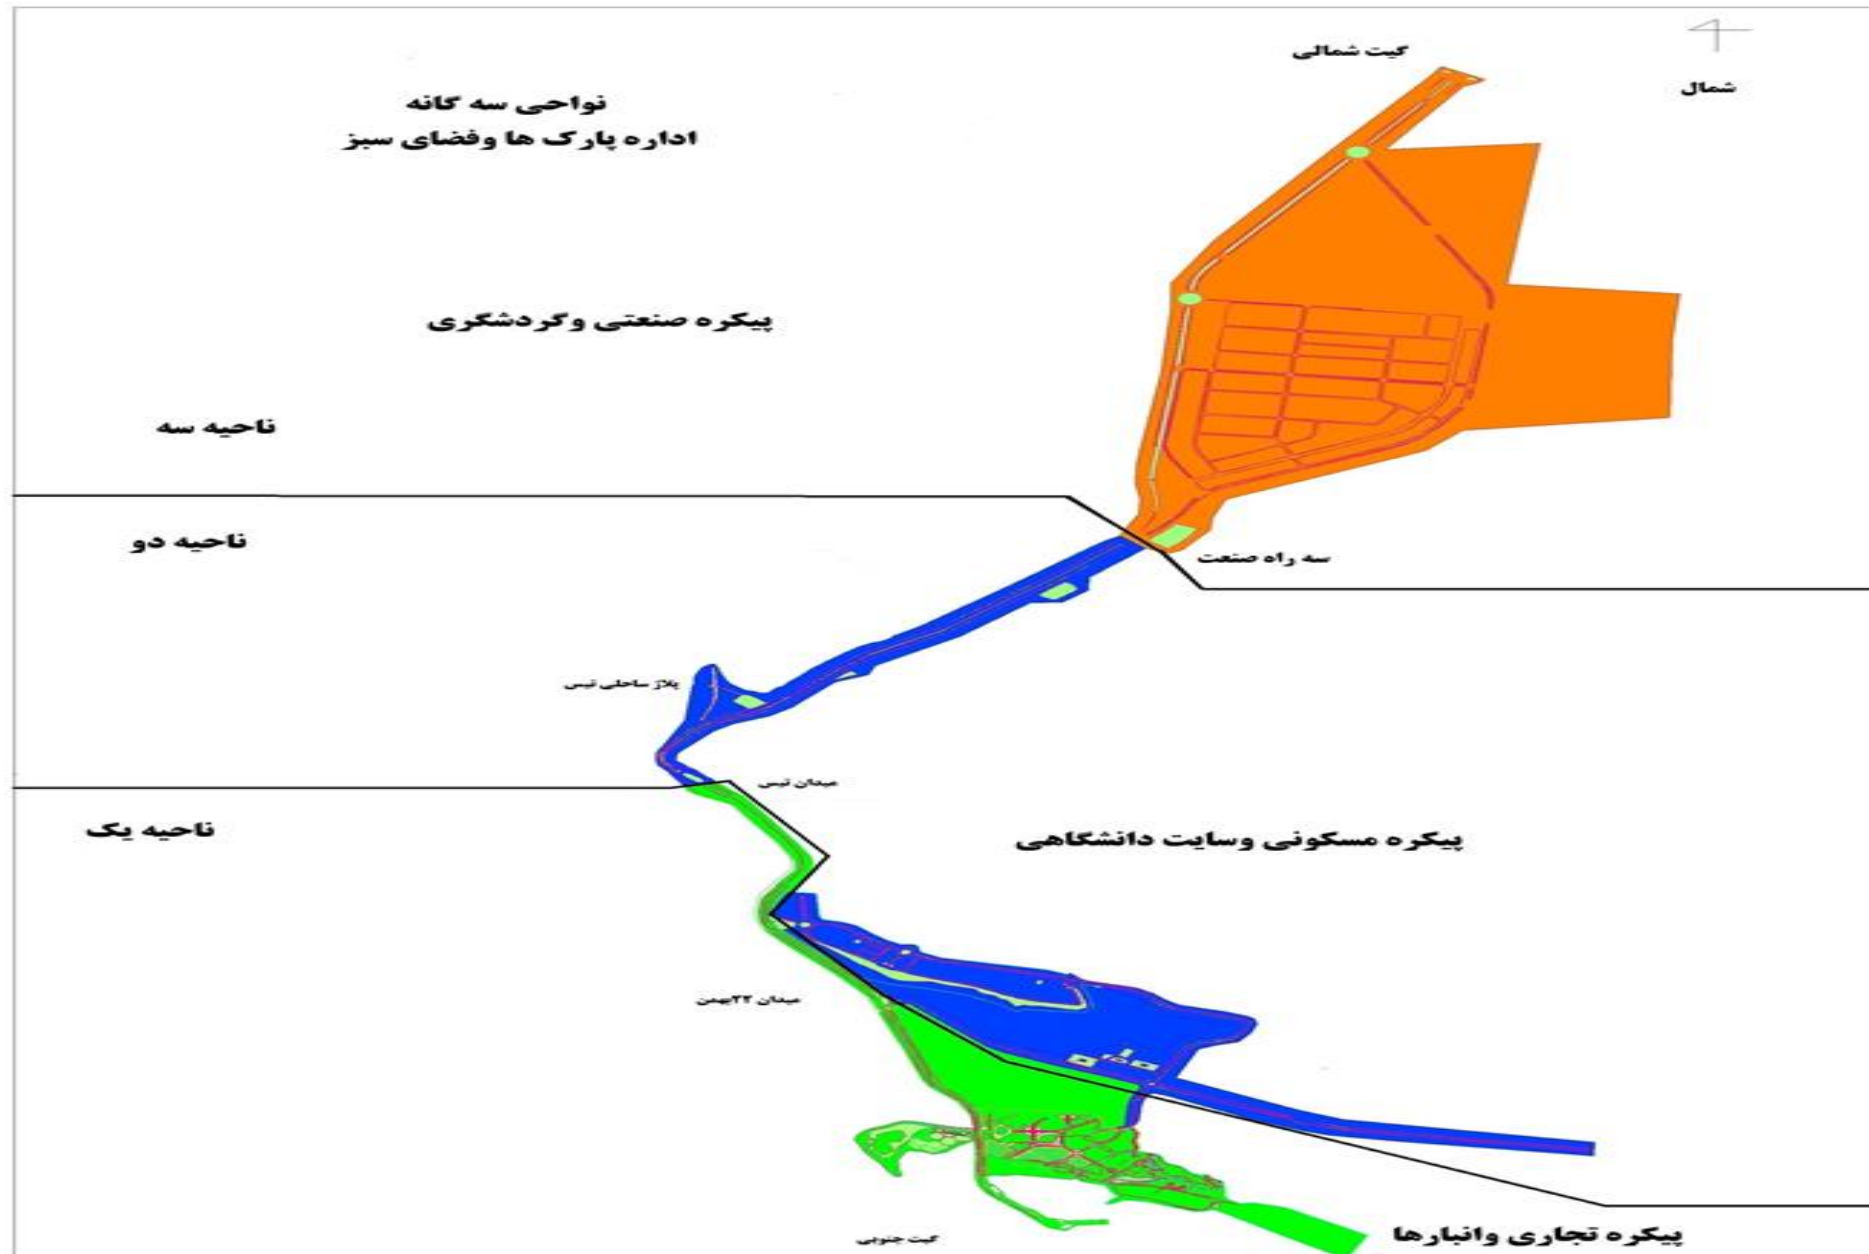 گیت شمالی
شمال
نواحی سه گانه
اداره پارک ها وفضای سبز
پیکره صنعتی وگردشگری
ناحیه سه
ناحیه دو
سه راه صنعت
پلاژ ساحلی تیس
میدان تیس
ناحیه یک
پیکره مسکونی وسایت دانشگاهی
میدان ۲۲بهمن
پیکره تجاری وانبارها
گیت جنوبی